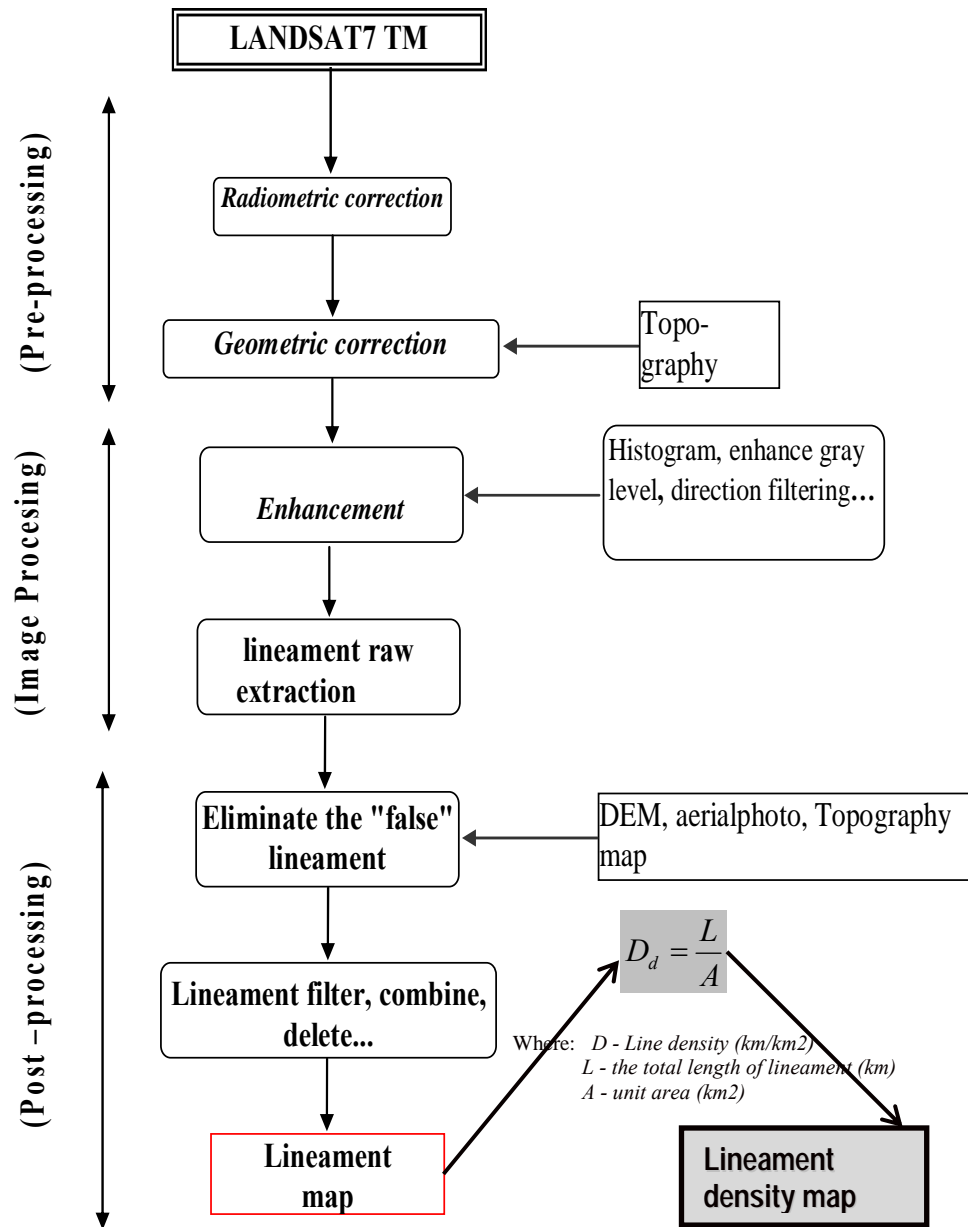 LANDSAT7 TM
(Pre-processing)
Radiometric correction
Geometric correction
Topo-
graphy
(Image Procesing)
Enhancement
Histogram, enhance gray
level, direction filtering...
lineament raw
extraction
(Post –processing)
Eliminate the "false"
lineament
DEM, aerialphoto, Topography
map
Lineament filter, combine,
delete...
D_d = L/A
Where: D - Line density (km/km2)
L - the total length of lineament (km)
A - unit area (km2)
Lineament
map
Lineament
density map